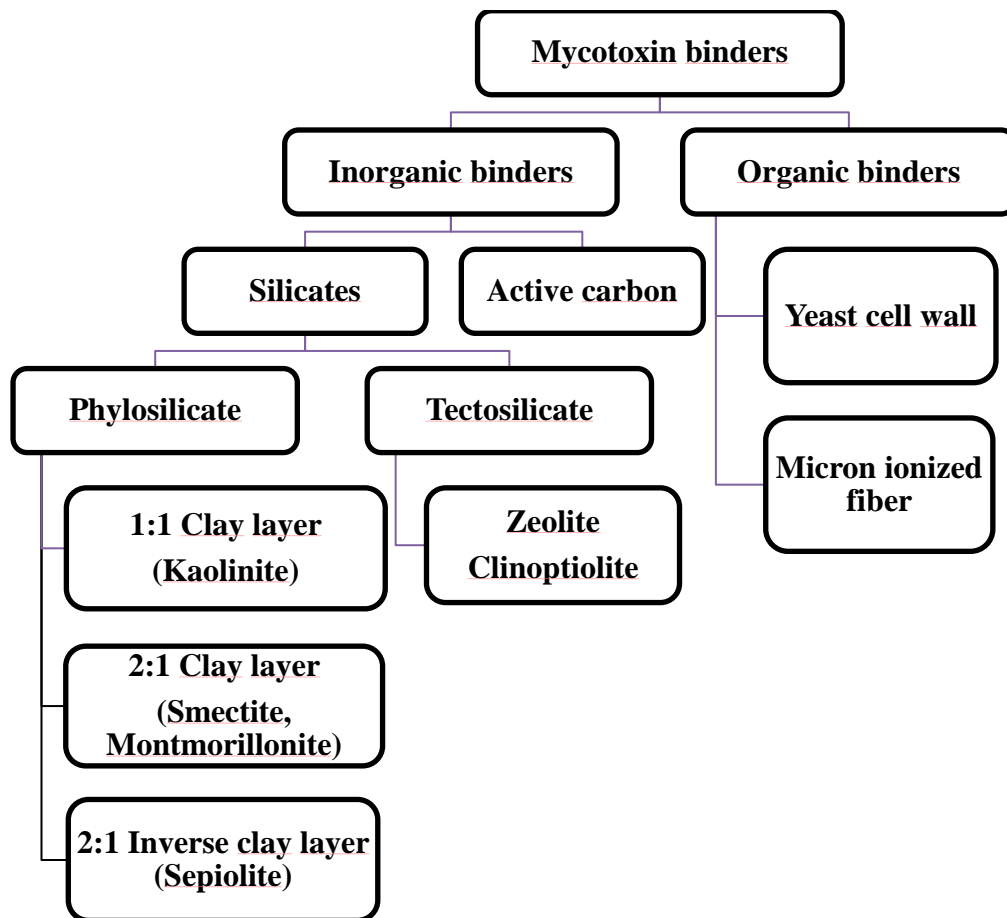 Mycotoxin binders
Inorganic binders
Organic binders
Silicates
Active carbon
Yeast cell wall
Phylosilicate
Tectosilicate
Micron ionized
fiber
1:1 Clay layer
(Kaolinite)
Zeolite
Clinoptiolite
2:1 Clay layer
(Smectite,
Montmorillonite)
2:1 Inverse clay layer
(Sepiolite)